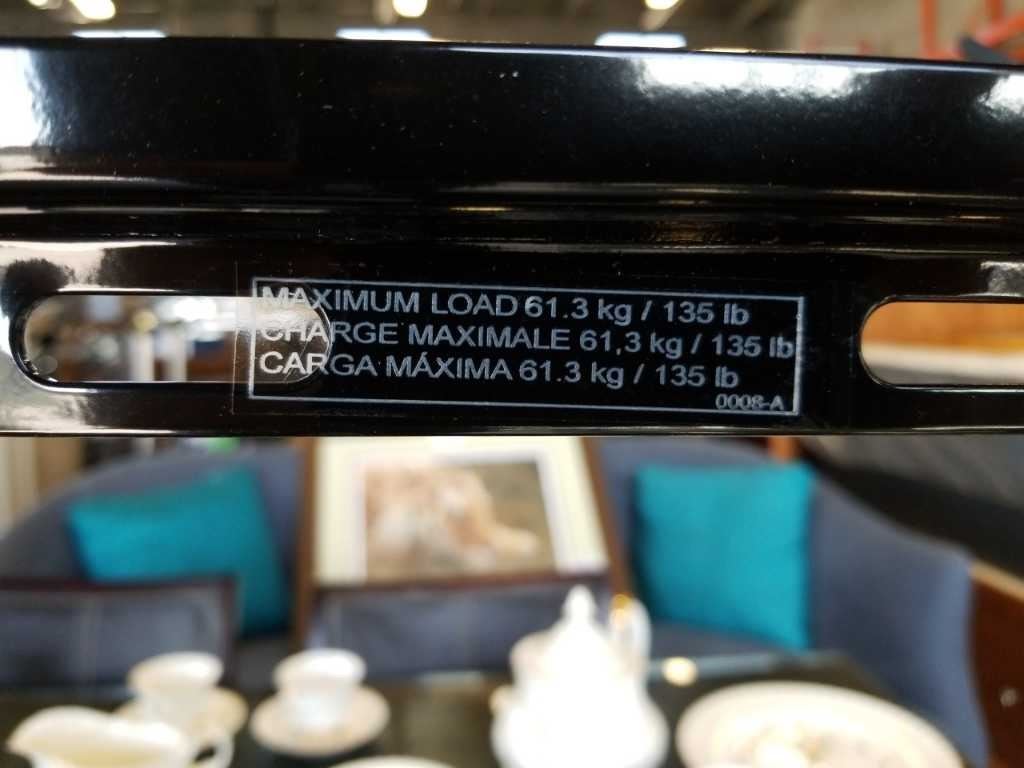 MAXIMUM LOAD 61.3 kg / 135 lb
CHARGE MAXIMALE 61,3 kg / 135 lb
CARGA MÁXIMA 61.3 kg / 135 lb
0008-A